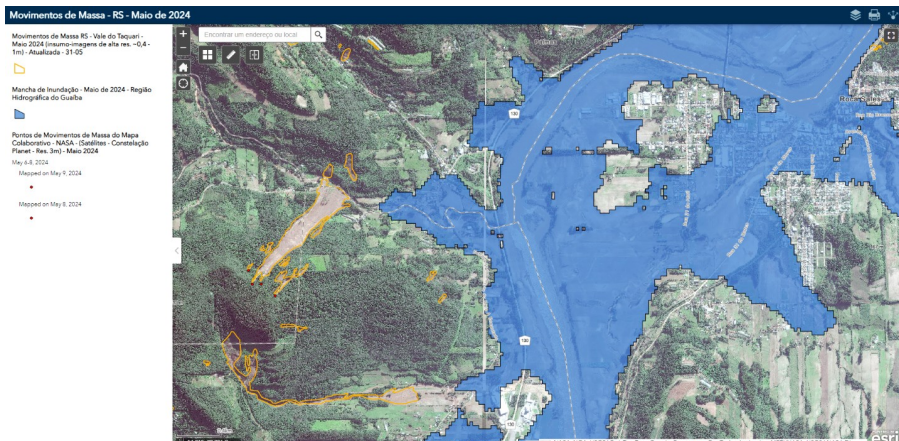 Movimentos de Massa - RS - Maio de 2024
Movimentos de Massa RS - Vale do Taquari -
Maio 2024 (insumo-imagens de alta res. ~0,4 -
1m) - Atualizada - 31-05
Mancha de Inundação - Maio de 2024 - Região
Hidrográfica do Guaíba
Pontos de Movimentos de Massa do Mapa
Colaborativo - NASA - (Satélites - Constelação
Planet - Res. 3m) - Maio 2024
May 6-8, 2024
Mapped on May 9, 2024
Mapped on May 8, 2024
+
Encontrar um endereço ou local
−
Palmas
130
130
130
esri